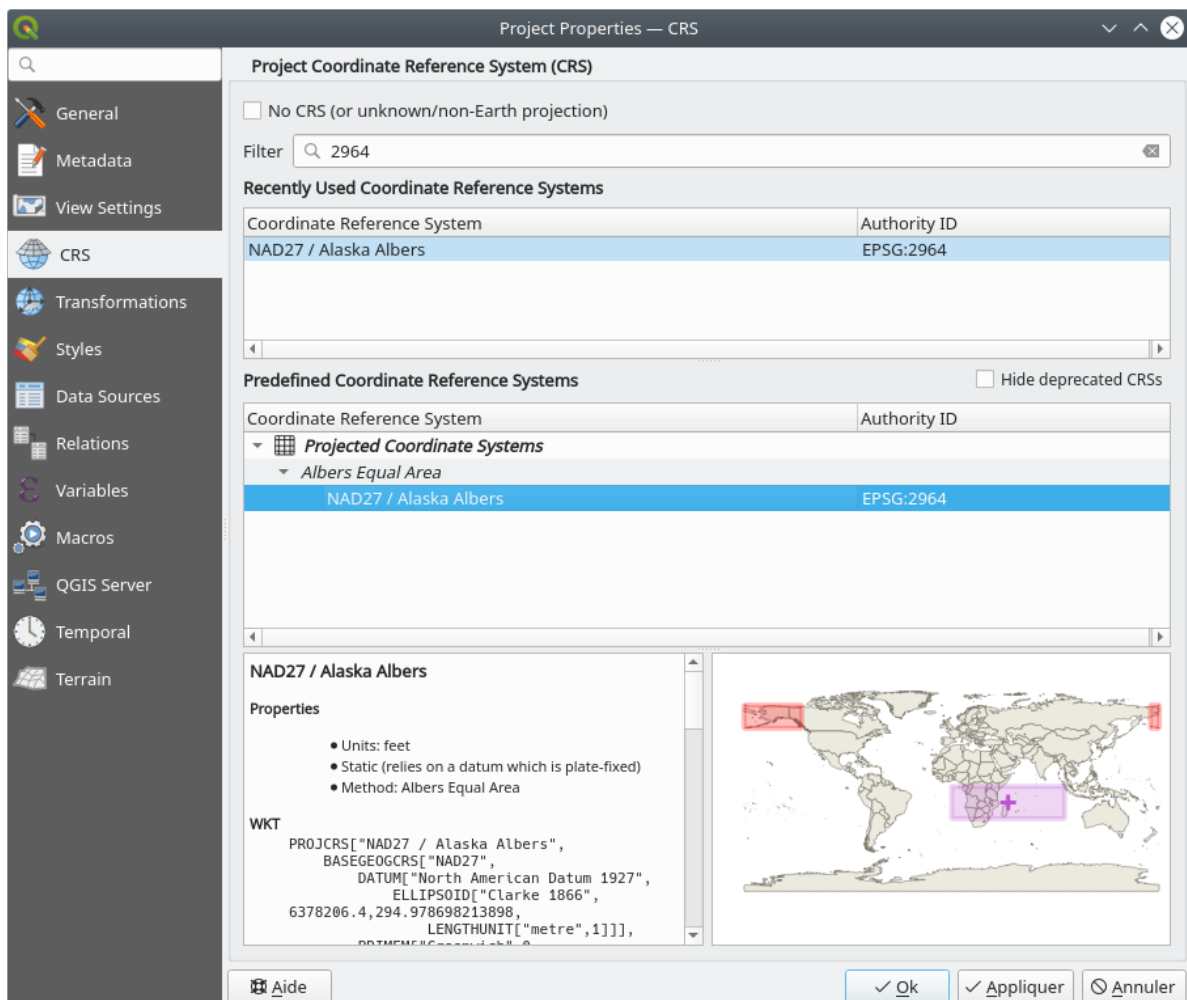 Project Properties — CRS
Project Coordinate Reference System (CRS)
General
Metadata
View Settings
CRS
Transformations
Styles
Data Sources
Relations
Variables
Macros
QGIS Server
Temporal
Terrain
No CRS (or unknown/non-Earth projection)
Filter 2964
Recently Used Coordinate Reference Systems
Coordinate Reference System Authority ID
NAD27 / Alaska Albers EPSG:2964
Predefined Coordinate Reference Systems Hide deprecated CRSs
Coordinate Reference System Authority ID
Projected Coordinate Systems
Albers Equal Area
NAD27 / Alaska Albers EPSG:2964
NAD27 / Alaska Albers
Properties
• Units: feet
• Static (relies on a datum which is plate-fixed)
• Method: Albers Equal Area
WKT
PROJCRS["NAD27 / Alaska Albers",
BASEGEOGCRS["NAD27",
DATUM["North American Datum 1927",
ELLIPSOID["Clarke 1866",
6378206.4,294.978698213898,
LENGTHUNIT["metre",1]]],
Aide
Ok
Appliquer
Annuler